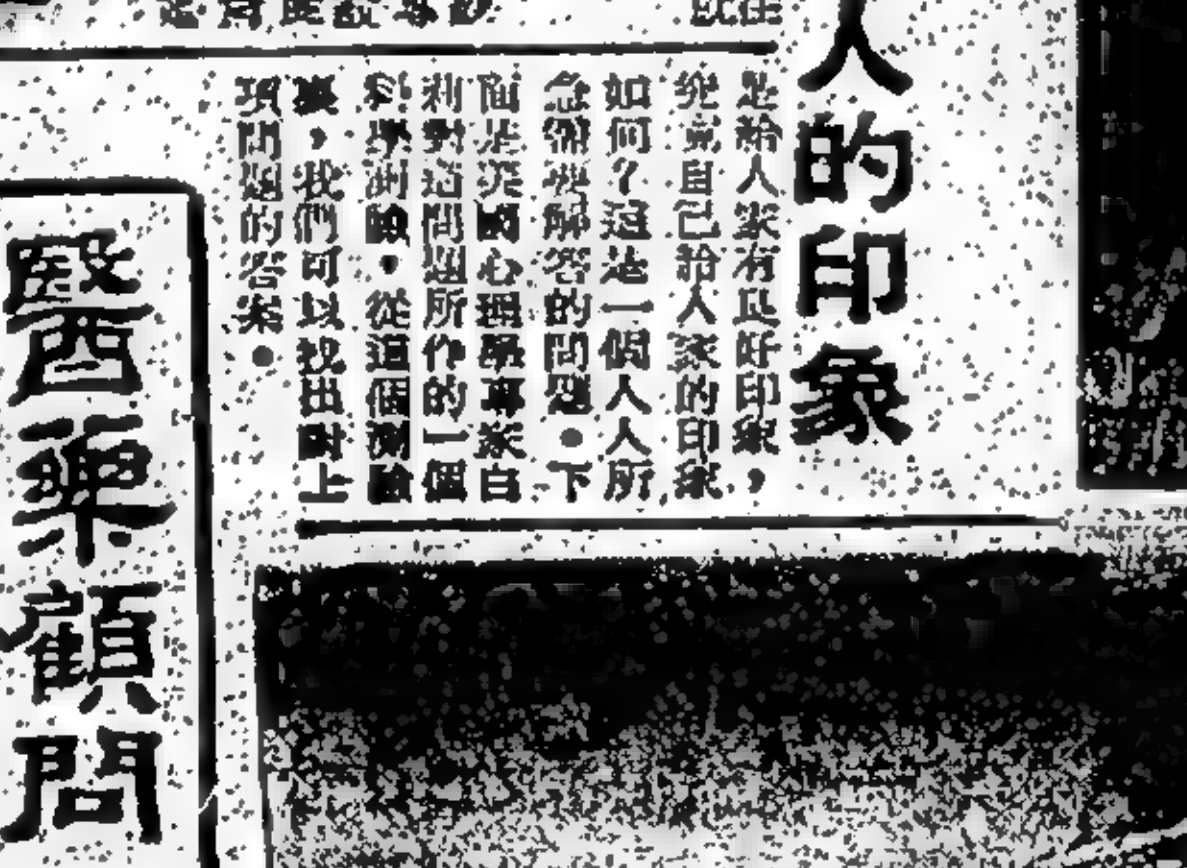 人的印象
是給人家有良好印象，
究竟自己給人家的印象
如何？這是一個人人所
急解答的問題。下
面是國心理學專家白
利對這問題所作的一個
科學測驗，從這個測驗
裏，我們可以找出對上
項問題的答案。
醫藥顧問